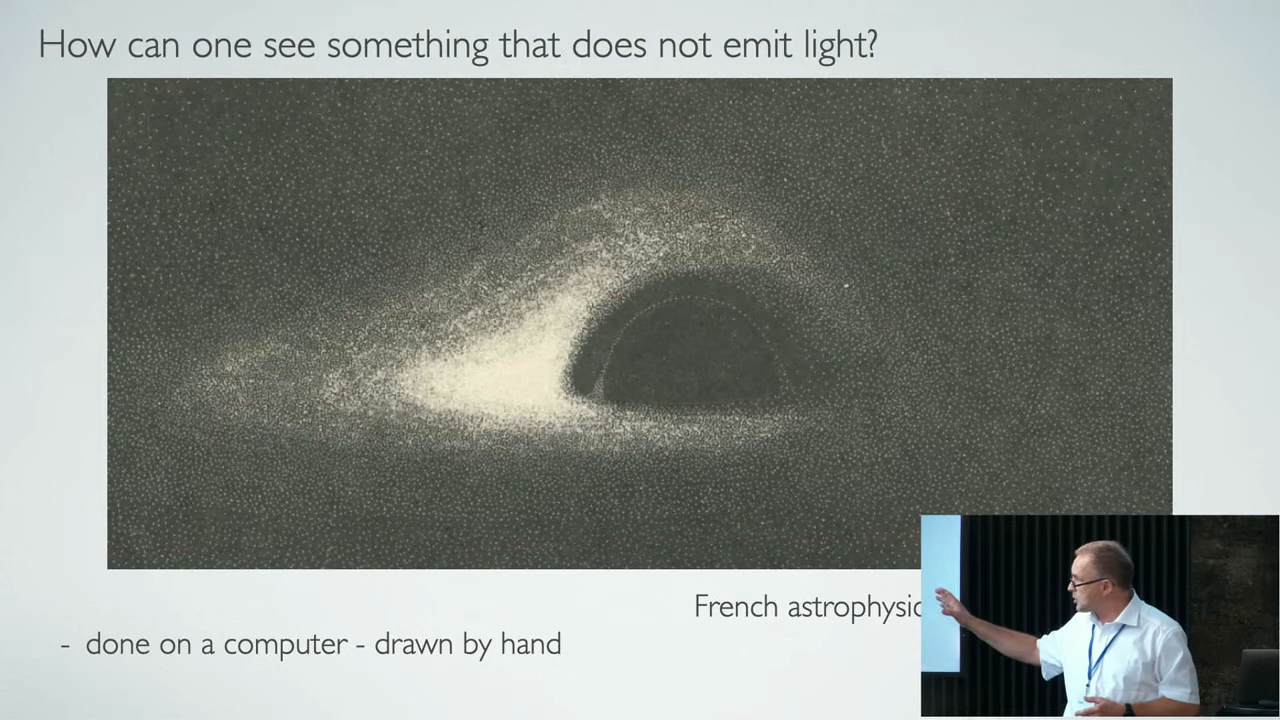 How can one see something that does not emit light?
French astrophysic
- done on a computer - drawn by hand